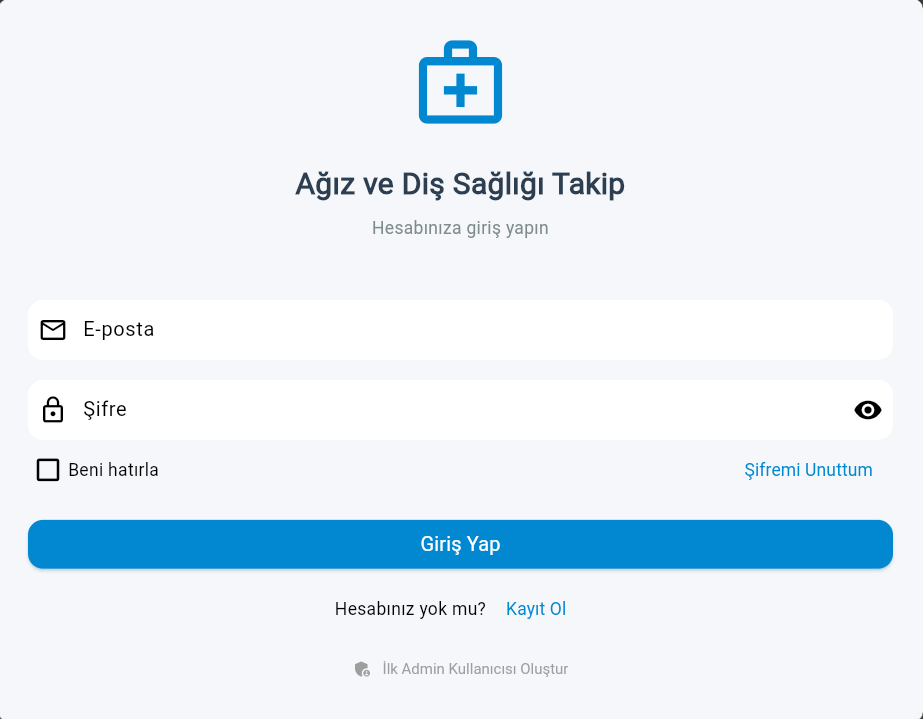 Ağız ve Diş Sağlığı Takip
Hesabınıza giriş yapın
E-posta
Şifre
Beni hatırla Şifremi Unuttum
Giriş Yap
Hesabınız yok mu? Kayıt Ol
İlk Admin Kullanıcısı Oluştur